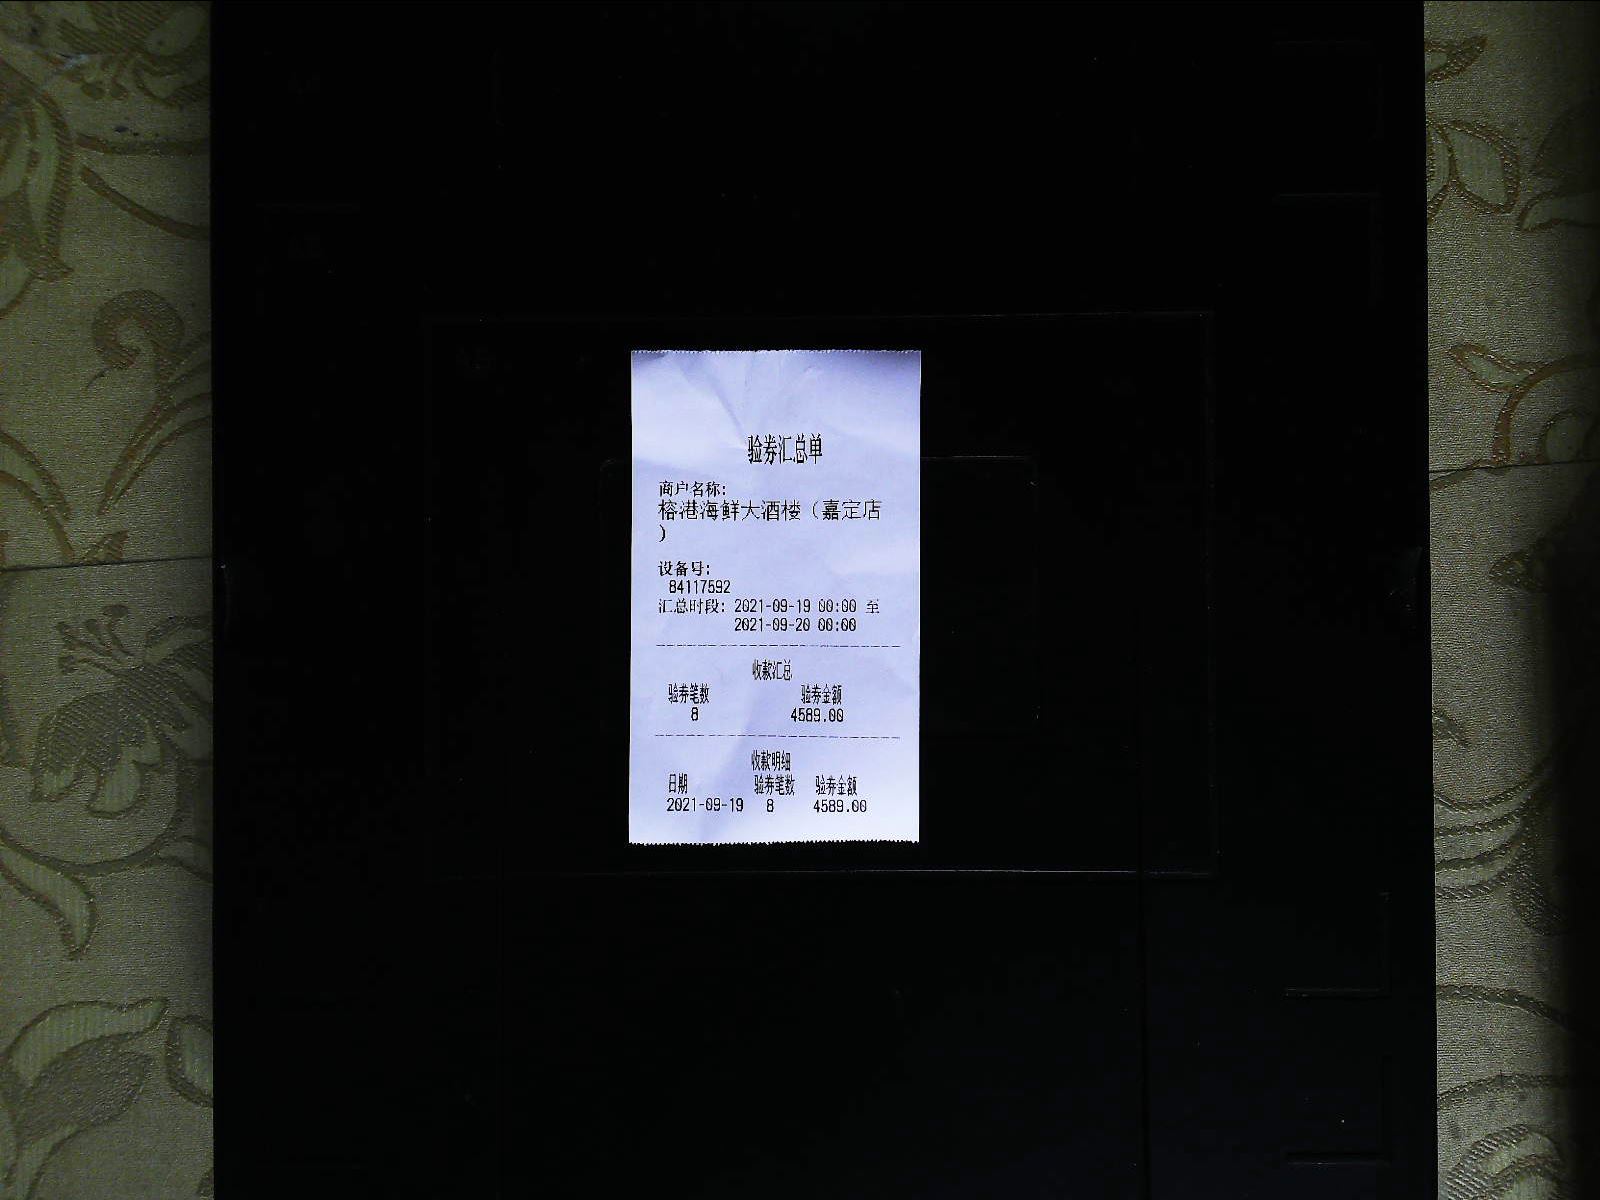 验券汇总单
商户名称:
榕港海鲜大酒楼（嘉定店
）
设备号:
84117592
汇总时段: 2021-09-19 00:00 至
2021-09-20 00:00
收款汇总
验券笔数 验券金额
8 4589.00
收款明细
日期 验券笔数 验券金额
2021-09-19 8 4589.00